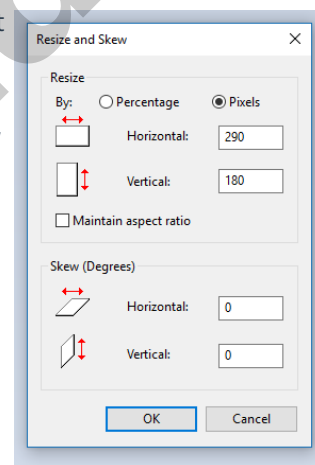 t
Resize and Skew
Resize
By: Percentage Pixels
Horizontal: 290
Vertical: 180
Maintain aspect ratio
Skew (Degrees)
Horizontal: 0
Vertical: 0
OK Cancel